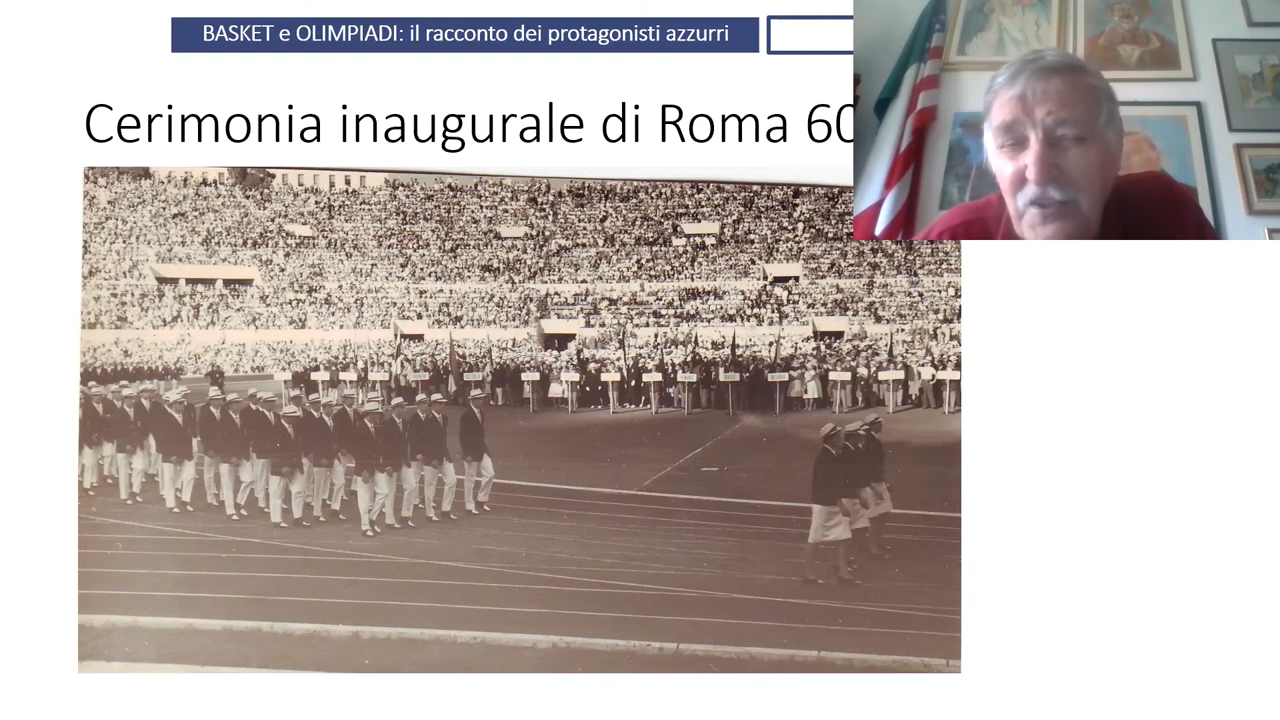 BASKET e OLIMPIADI: il racconto dei protagonisti azzurri
Cerimonia inaugurale di Roma 60